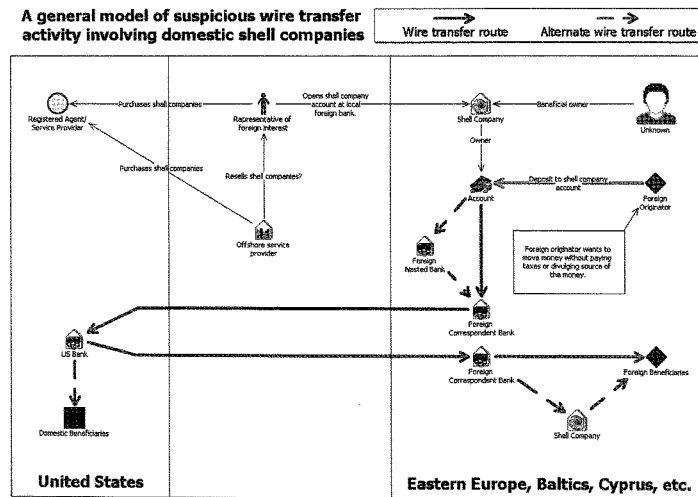 A general model of suspicious wire transfer
activity involving domestic shell companies
Wire transfer route
Alternate wire transfer route
Registered Agent/
Service Provider
Purchases shell companies
Representative of
foreign interest
Opens shell company
account at local
foreign bank.
Shell Company
Beneficial owner
Unknown
Owner
Purchases shell companies
Resells shell companies?
Account
Deposit to shell company
account
Foreign
Originator
Offshore service
provider
Foreign
Nested Bank
Foreign originator wants to
move money without paying
taxes or divulging source of
the money.
Foreign
Correspondent Bank
US Bank
Foreign
Correspondent Bank
Foreign Beneficiaries
Domestic Beneficiaries
Shell Company
United States
Eastern Europe, Baltics, Cyprus, etc.